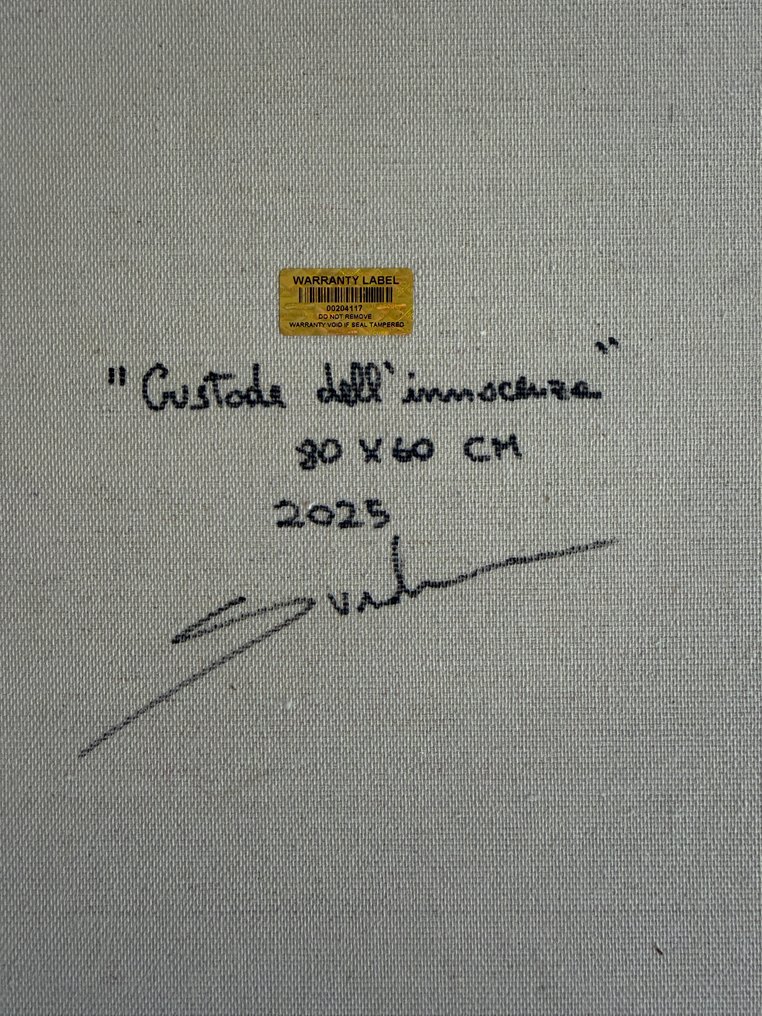 WARRANTY LABEL
00204117
DO NOT REMOVE
WARRANTY VOID IF SEAL TAMPERED
"Custode dell'innocenza"
80 X 60 CM
2025